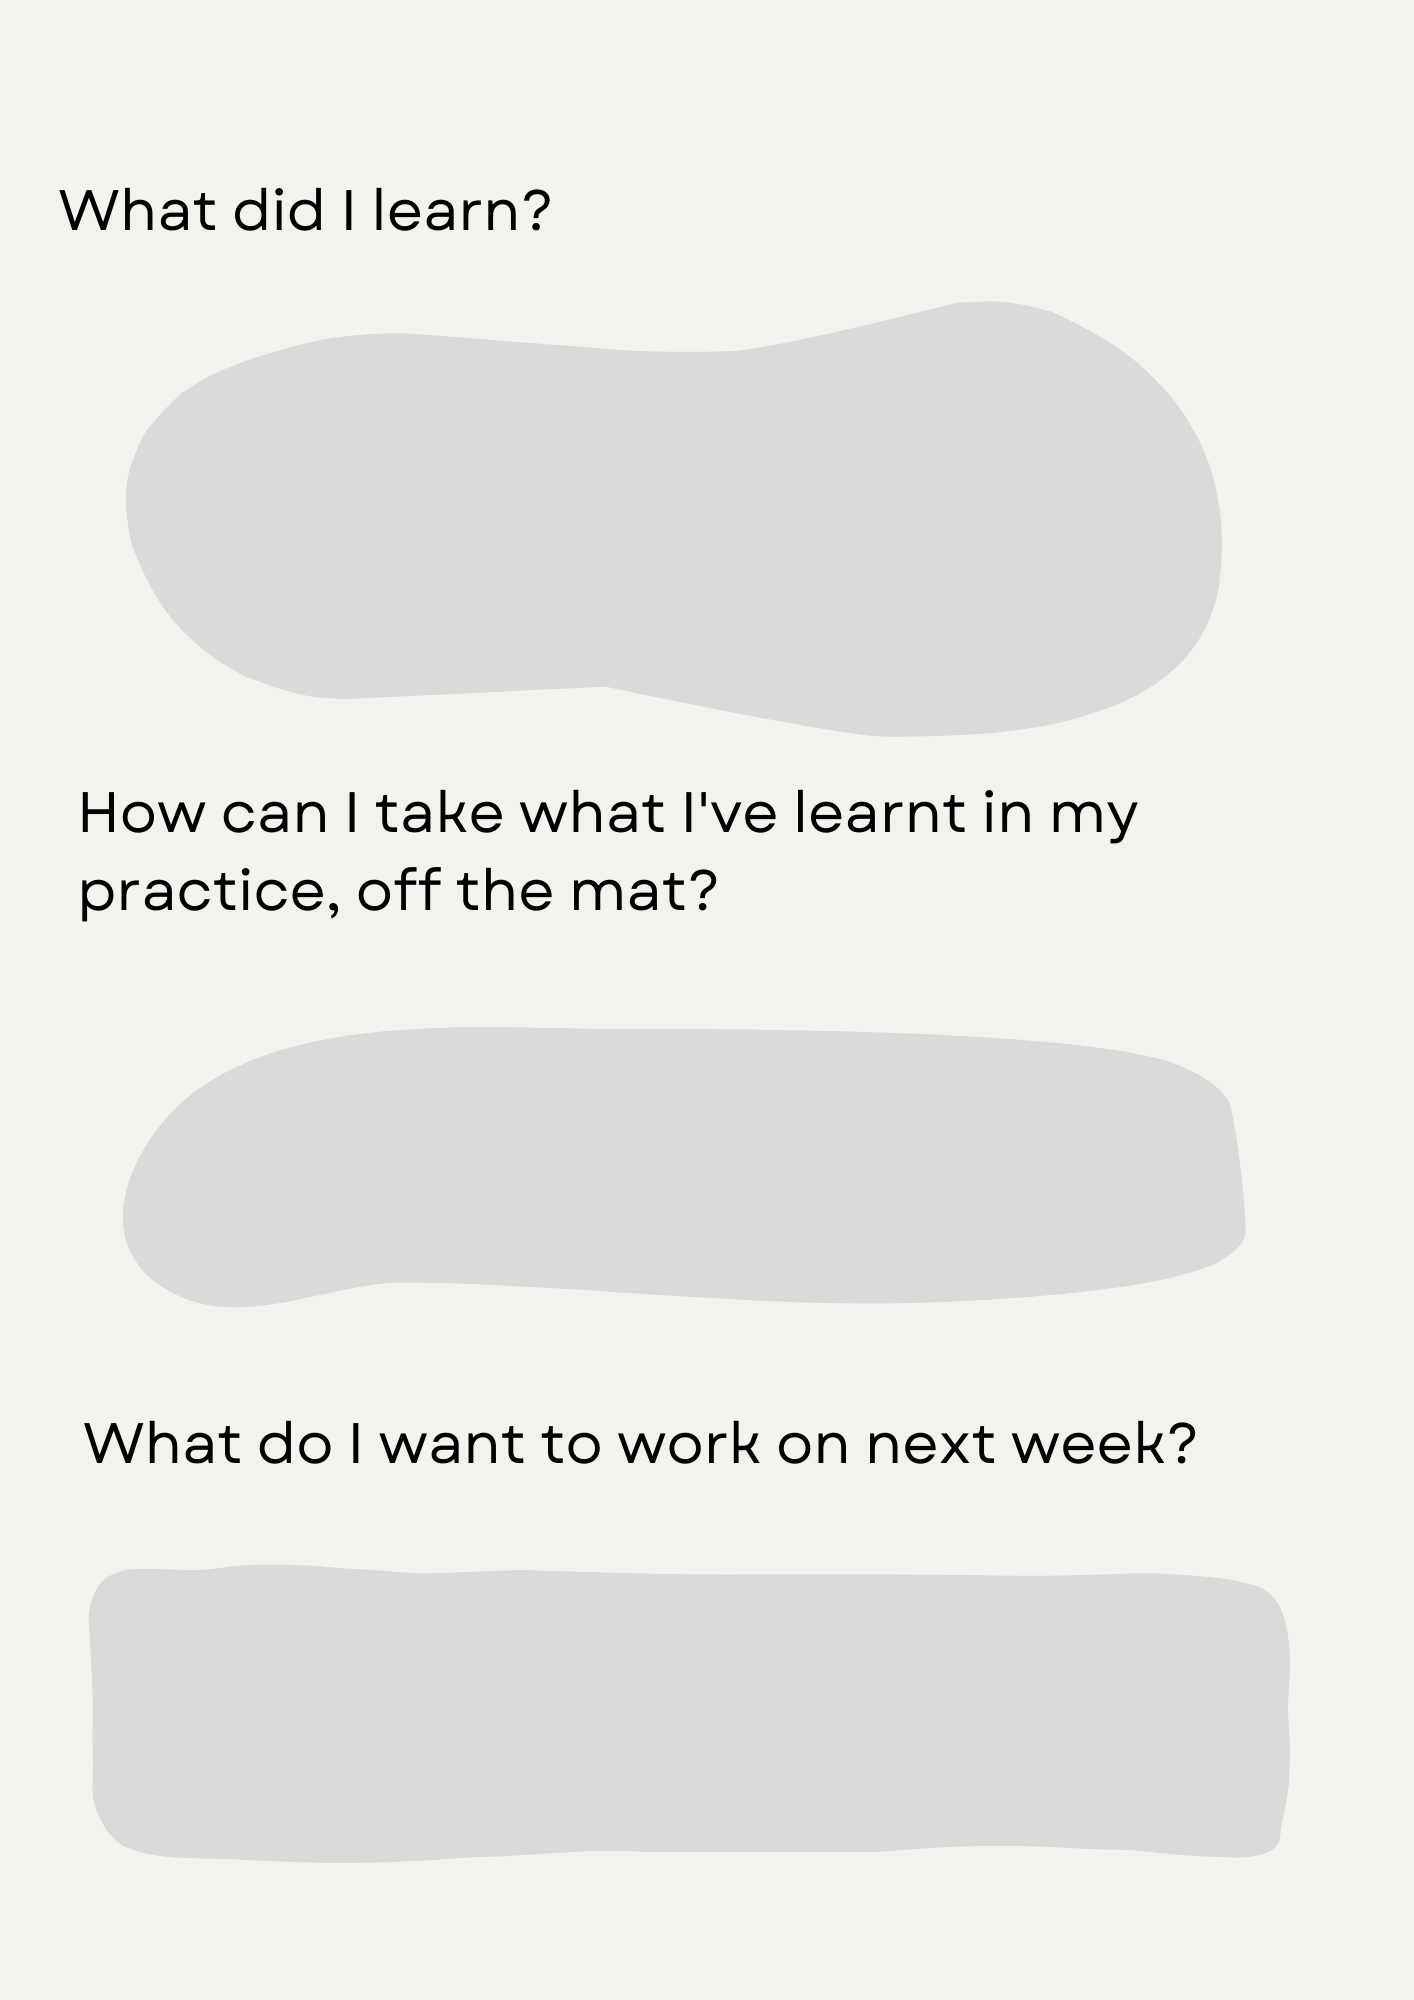 What did I learn?
How can I take what I've learnt in my
practice, off the mat?
What do I want to work on next week?